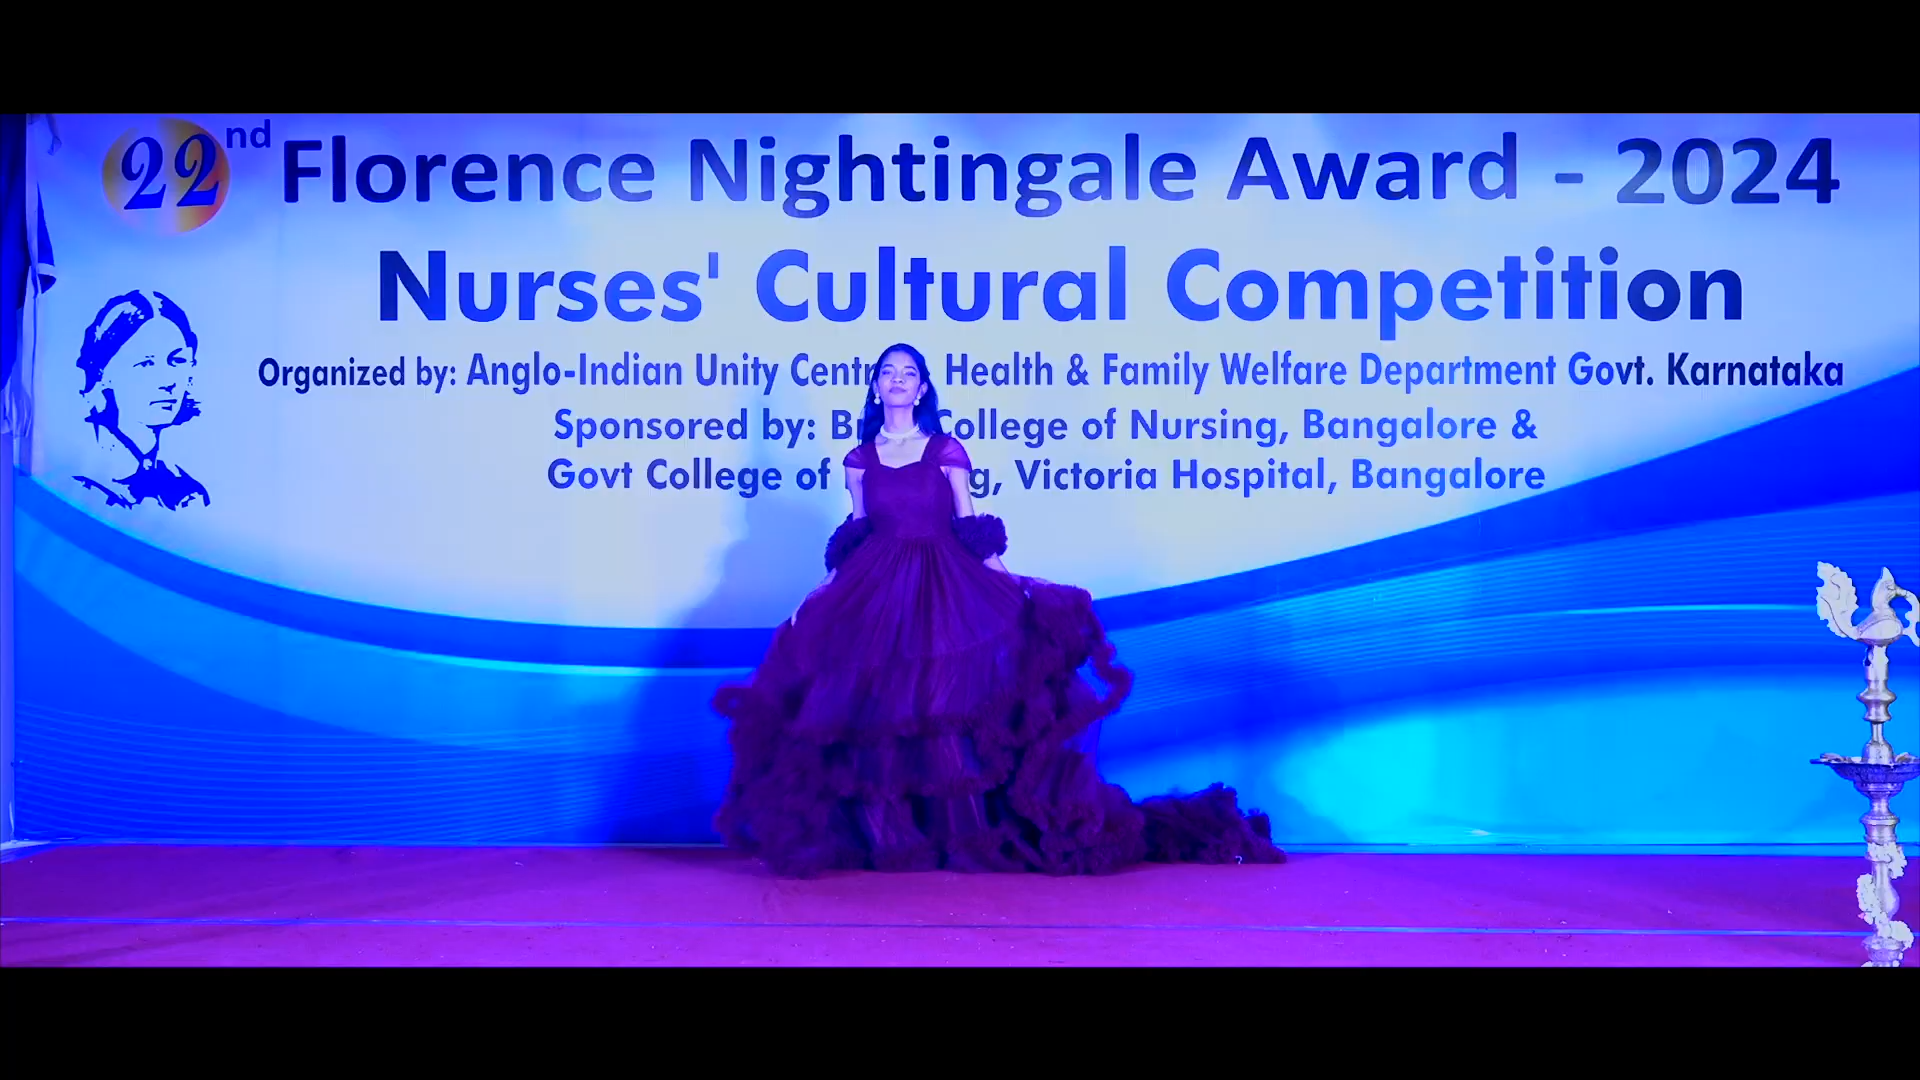 22nd Florence Nightingale Award - 2024
Nurses' Cultural Competition
Organized by: Anglo-Indian Unity Health & Family Welfare Department Govt. Karnataka
Sponsored by: College of Nursing, Bangalore &
Govt College of Victoria Hospital, Bangalore